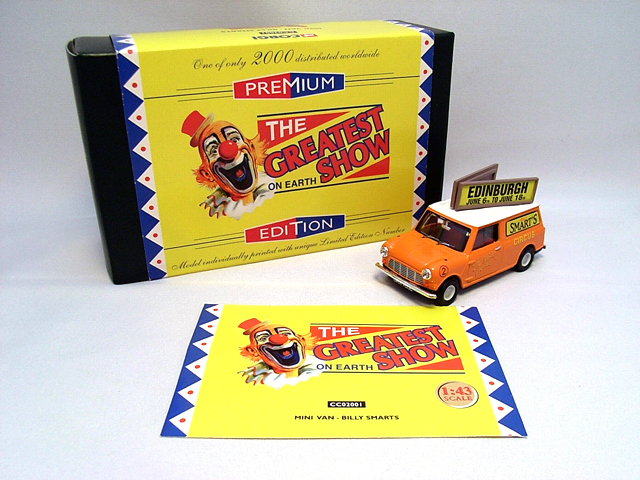 CORGI
One of only 2000 distributed worldwide
PREMIUM
THE
GREATEST
SHOW
ON EARTH
EDITION
Model individually printed with unique Limited Edition Number
EDINBURGH
JUNE 6TH TO JUNE 18TH
SMART'S
CIRCUS
2
THE
GREATEST
SHOW
ON EARTH
1:43
SCALE
CC02001
MINI VAN - BILLY SMARTS